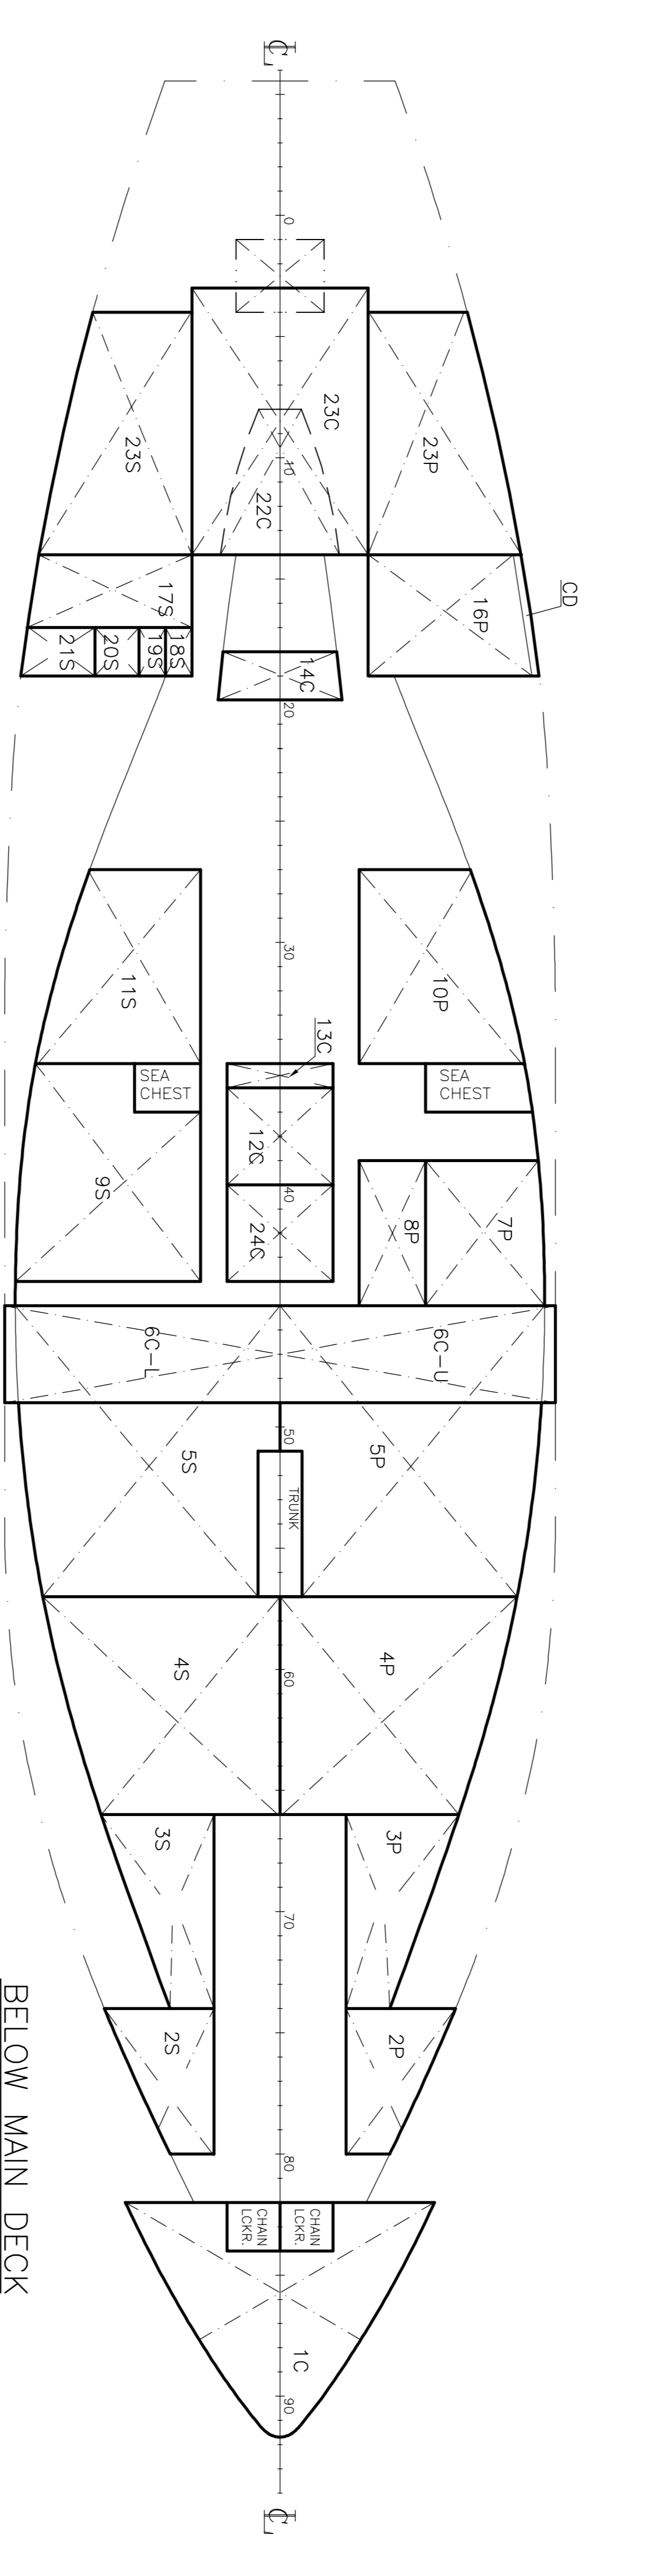 CL
0
23S
23C
23P
10
22C
CD
17S
16P
21S
20S
19S
18S
14C
20
11S
30
10P
13C
SEA
CHEST
SEA
CHEST
9S
12C
40
24C
8P
7P
6C-L
6C-U
50
5S
5P
TRUNK
4S
60
4P
3S
3P
70
2S
2P
80
CHAIN
LCKR.
CHAIN
LCKR.
1C
90
CL
BELOW MAIN DECK